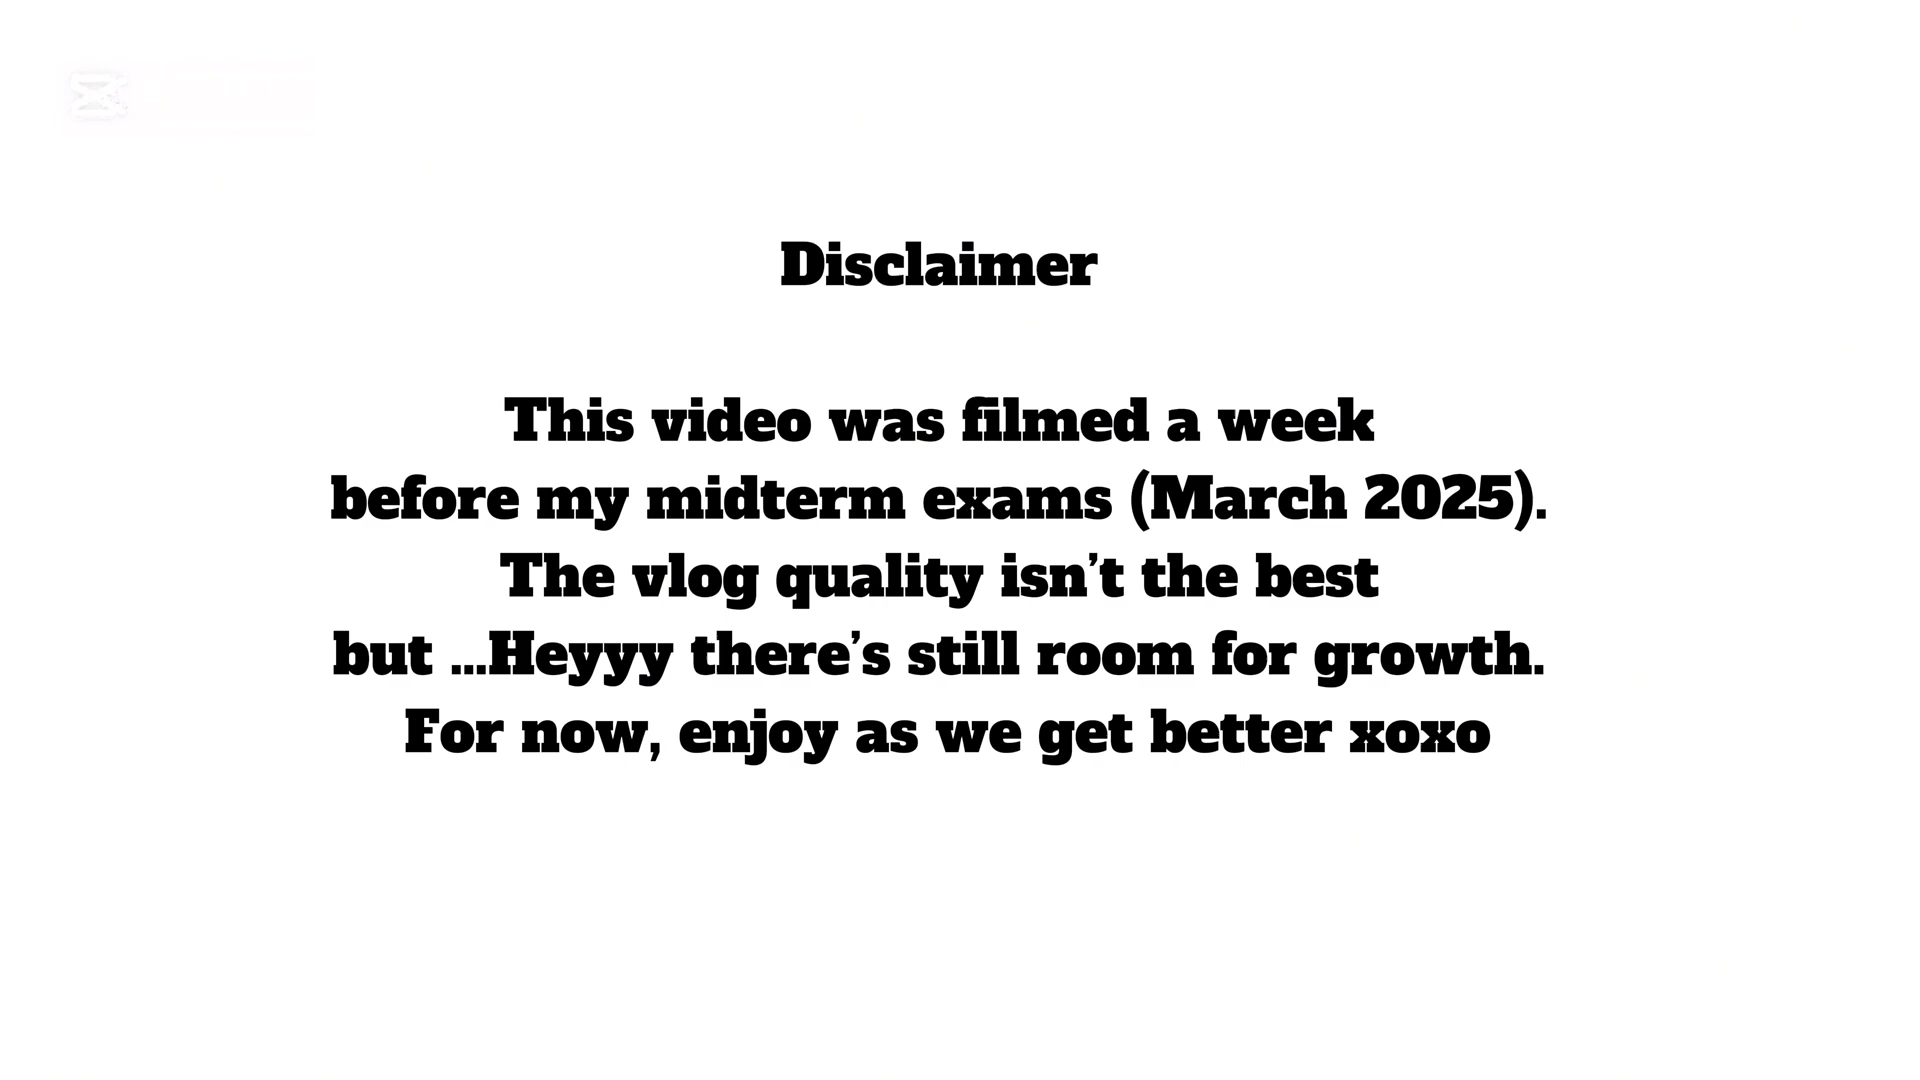 Disclaimer
This video was filmed a week
before my midterm exams (March 2025).
The vlog quality isn’t the best
but ...Heyyy there’s still room for growth.
For now, enjoy as we get better xoxo